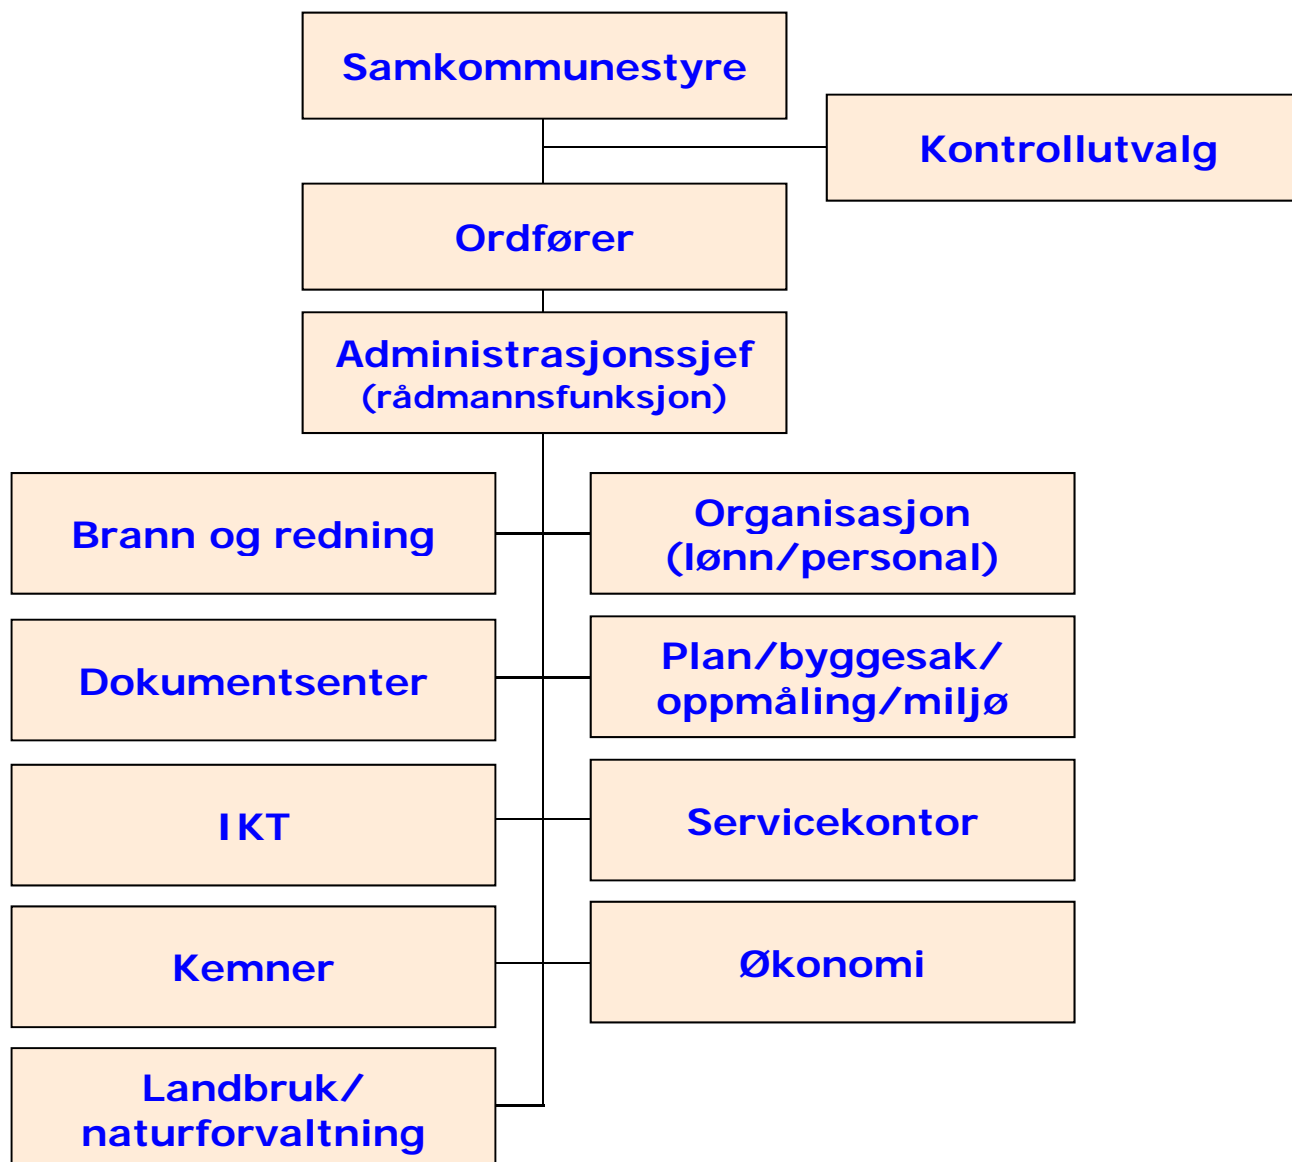 Samkommunestyre
Kontrollutvalg
Ordfører
Administrasjonssjef
(rådmannsfunksjon)
Brann og redning
Organisasjon
(lønn/personal)
Dokumentsenter
Plan/byggesak/
oppmåling/miljø
IKT
Servicekontor
Kemner
Økonomi
Landbruk/
naturforvaltning